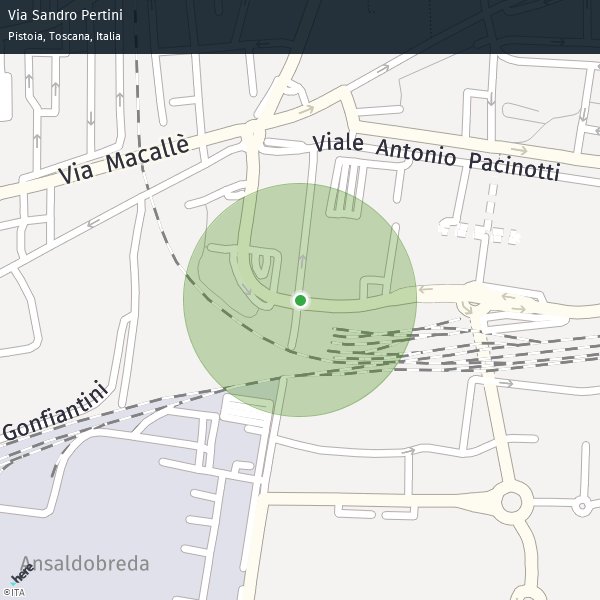 Via Sandro Pertini
Pistoia, Toscana, Italia
Via Macallè
Viale Antonio Pacinotti
Gonfiantini
Ansaldobreda
here
©ITA